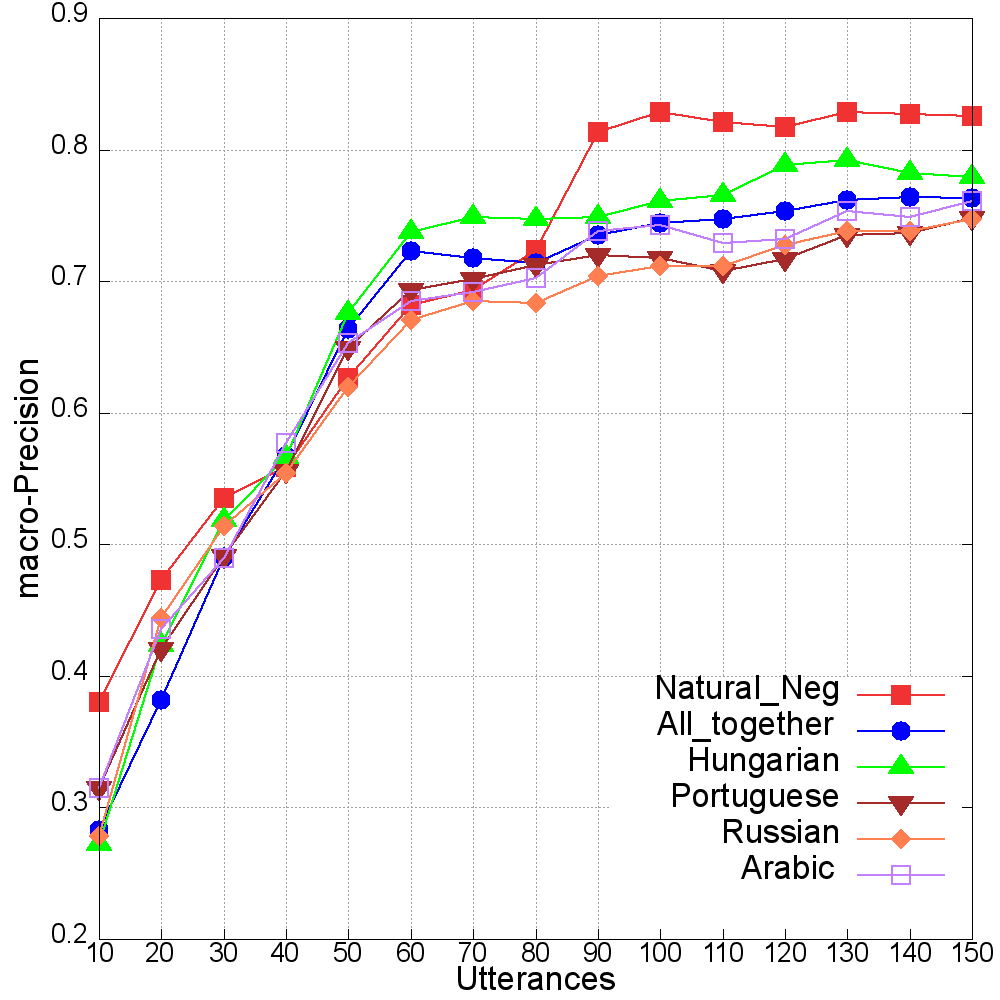 0.9
0.8
0.7
0.6
0.5
0.4
0.3
0.2
macro-Precision
Natural_Neg
All_together
Hungarian
Portuguese
Russian
Arabic
10 20 30 40 50 60 70 80 90 100 110 120 130 140 150
Utterances